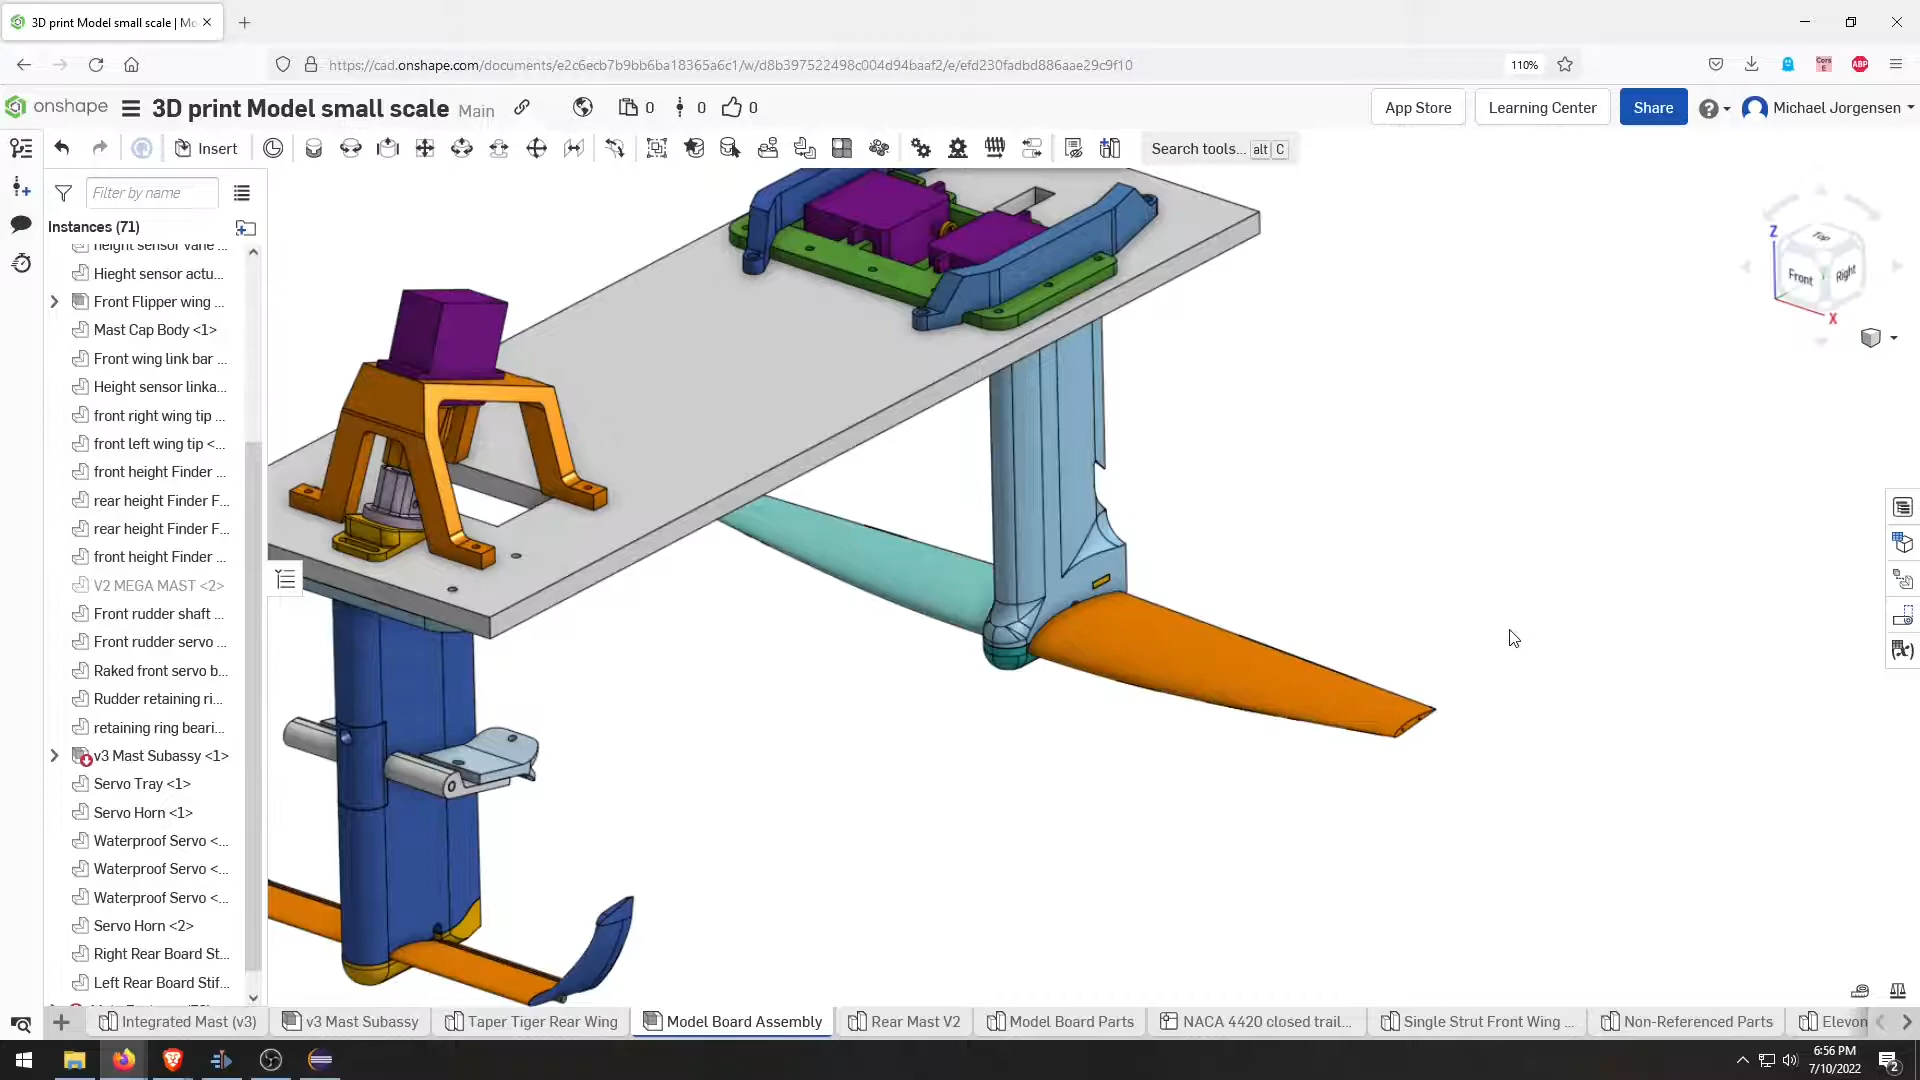 3D print Model small scale | Mo
https://cad.onshape.com/documents/e2c6ecb7b9bb6ba18365a6c1/w/d8b397522498c004d94baaf2/e/efd230fadbd886aae29c9f10
110%
ABP
onshape
3D print Model small scale
Main
0
0
0
App Store
Learning Center
Share
Michael Jorgensen
Insert
Search tools... alt C
Filter by name
Instances (71)
height sensor vane ...
Hieght sensor actu...
Front Flipper wing ...
Mast Cap Body <1>
Front wing link bar ...
Height sensor linka...
front right wing tip ...
front left wing tip <...
front height Finder ...
rear height Finder F...
rear height Finder F...
front height Finder ...
V2 MEGA MAST <2>
Front rudder shaft ...
Front rudder servo ...
Raked front servo b...
Rudder retaining ri...
retaining ring beari...
v3 Mast Subassy <1>
Servo Tray <1>
Servo Horn <1>
Waterproof Servo <...
Waterproof Servo <...
Waterproof Servo <...
Servo Horn <2>
Right Rear Board St...
Left Rear Board Stif...
Z
Top
Front
Right
X
Integrated Mast (v3)
v3 Mast Subassy
Taper Tiger Rear Wing
Model Board Assembly
Rear Mast V2
Model Board Parts
NACA 4420 closed trail...
Single Strut Front Wing ...
Non-Referenced Parts
Elevon
6:56 PM
7/10/2022
2